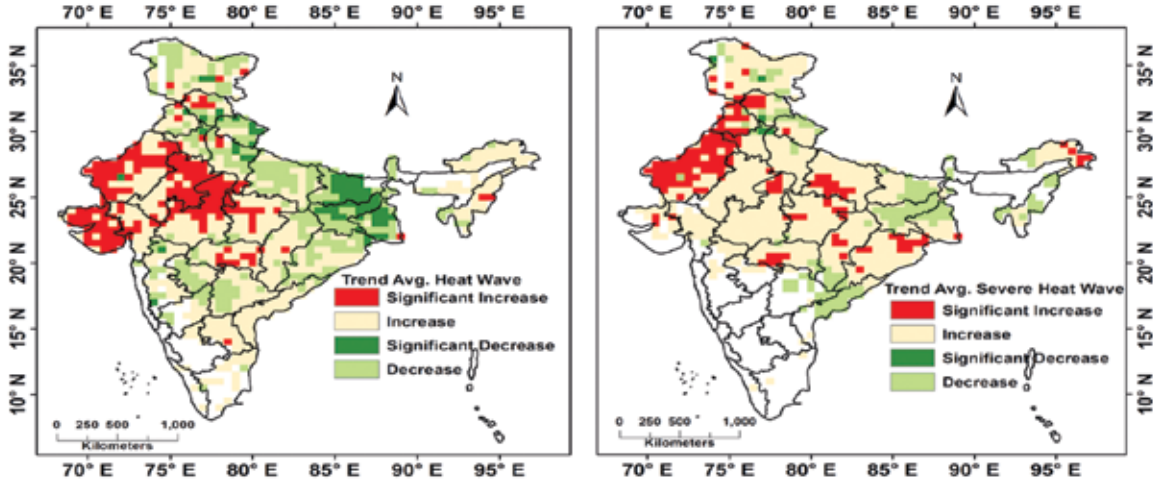 70° E 75° E 80° E 85° E 90° E 95° E
35° N
30° N
25° N
20° N
15° N
10° N
N
Trend Avg. Heat Wave
Significant Increase
Increase
Significant Decrease
Decrease
0 250 500 1,000
Kilometers
70° E 75° E 80° E 85° E 90° E 95° E
70° E 75° E 80° E 85° E 90° E 95° E
N
Trend Avg. Severe Heat Wave
Significant Increase
Increase
Significant Decrease
Decrease
0 250 500 1,000
Kilometers
35° N
30° N
25° N
20° N
15° N
10° N
70° E 75° E 80° E 85° E 90° E 95° E